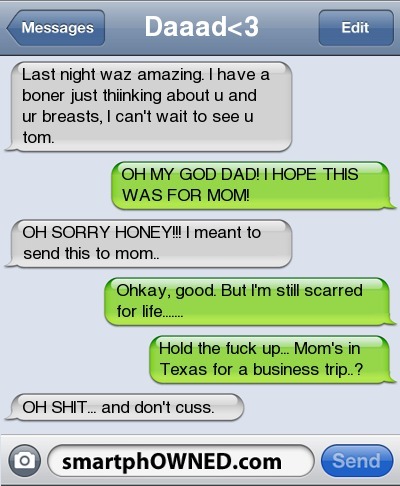 Messages
Daaad<3
Edit
Last night waz amazing. I have a
boner just thiinking about u and
ur breasts, I can't wait to see u
tom.
OH MY GOD DAD! I HOPE THIS
WAS FOR MOM!
OH SORRY HONEY!!! I meant to
send this to mom..
Ohkay, good. But I'm still scarred
for life.......
Hold the fuck up... Mom's in
Texas for a business trip..?
OH SHIT... and don't cuss.
smartphOWNED.com
Send